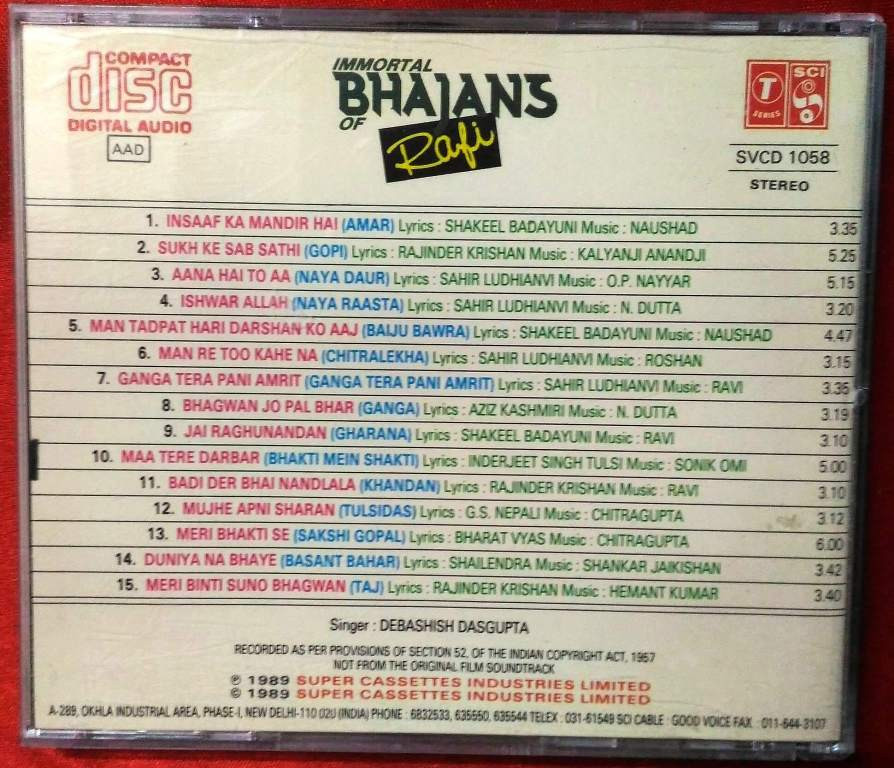 COMPACT
disc
DIGITAL AUDIO
AAD
IMMORTAL
BHAJANS
OF
Rafi
T
SERIES
SCI
SVCD 1058
STEREO
1. INSAAF KA MANDIR HAI (AMAR) Lyrics : SHAKEEL BADAYUNI Music : NAUSHAD 3.35
2. SUKH KE SAB SATHI (GOPI) Lyrics : RAJINDER KRISHAN Music : KALYANJI ANANDJI 5.25
3. AANA HAI TO AA (NAYA DAUR) Lyrics : SAHIR LUDHIANVI Music : O.P. NAYYAR 5.15
4. ISHWAR ALLAH (NAYA RAASTA) Lyrics : SAHIR LUDHIANVI Music : N. DUTTA 3.20
5. MAN TADPAT HARI DARSHAN KO AAJ (BAIJU BAWRA) Lyrics : SHAKEEL BADAYUNI Music : NAUSHAD 4.47
6. MAN RE TOO KAHE NA (CHITRALEKHA) Lyrics : SAHIR LUDHIANVI Music : ROSHAN 3.15
7. GANGA TERA PANI AMRIT (GANGA TERA PANI AMRIT) Lyrics : SAHIR LUDHIANVI Music : RAVI 3.35
8. BHAGWAN JO PAL BHAR (GANGA) Lyrics : AZIZ KASHMIRI Music : N. DUTTA 3.19
9. JAI RAGHUNANDAN (GHARANA) Lyrics : SHAKEEL BADAYUNI Music : RAVI 3.10
10. MAA TERE DARBAR (BHAKTI MEIN SHAKTI) Lyrics : INDERJEET SINGH TULSI Music : SONIK OMI 5.00
11. BADI DER BHAI NANDLALA (KHANDAN) Lyrics : RAJINDER KRISHAN Music : RAVI 3.10
12. MUJHE APNI SHARAN (TULSIDAS) Lyrics : G.S. NEPALI Music : CHITRAGUPTA 3.12
13. MERI BHAKTI SE (SAKSHI GOPAL) Lyrics : BHARAT VYAS Music : CHITRAGUPTA 6.00
14. DUNIYA NA BHAYE (BASANT BAHAR) Lyrics : SHAILENDRA Music : SHANKAR JAIKISHAN 3.42
15. MERI BINTI SUNO BHAGWAN (TAJ) Lyrics : RAJINDER KRISHAN Music : HEMANT KUMAR 3.40
Singer : DEBASHISH DASGUPTA
RECORDED AS PER PROVISIONS OF SECTION 52, OF THE INDIAN COPYRIGHT ACT, 1957
NOT FROM THE ORIGINAL FILM SOUNDTRACK
℗ 1989 SUPER CASSETTES INDUSTRIES LIMITED
© 1989 SUPER CASSETTES INDUSTRIES LIMITED
A-289, OKHLA INDUSTRIAL AREA, PHASE-I, NEW DELHI-110 020 (INDIA) PHONE : 6832533, 635550, 635544 TELEX : 031-61549 SCI CABLE : GOOD VOICE FAX : 011-644-3107